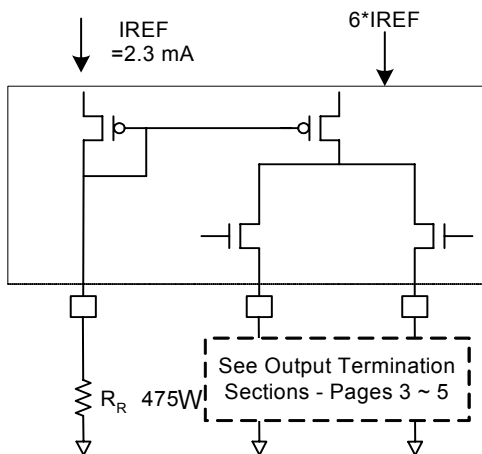 IREF
=2.3 mA
6*IREF
See Output Termination
Sections - Pages 3 ~ 5
RR 475W